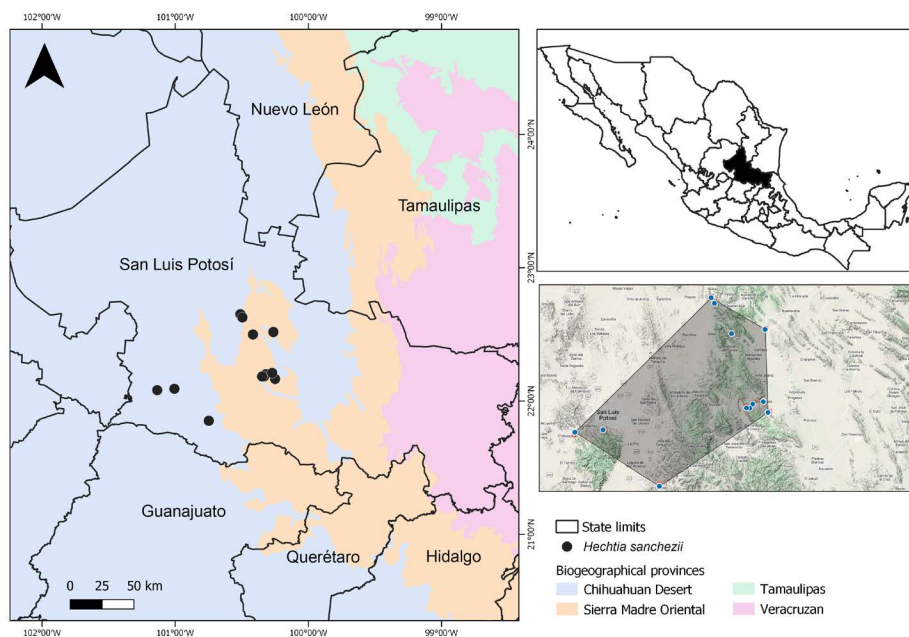 102°00'W
101°00'W
100°00'W
99°00'W
Nuevo León
24°00'N
Tamaulipas
San Luis Potosí
23°00'N
22°00'N
San Luis
Potosí
Guanajuato
21°00'N
Querétaro
Hidalgo
0 25 50 km
102°00'W
101°00'W
100°00'W
99°00'W
State limits
Hechtia sanchezii
Biogeographical provinces
Chihuahuan Desert
Tamaulipas
Sierra Madre Oriental
Veracruzan